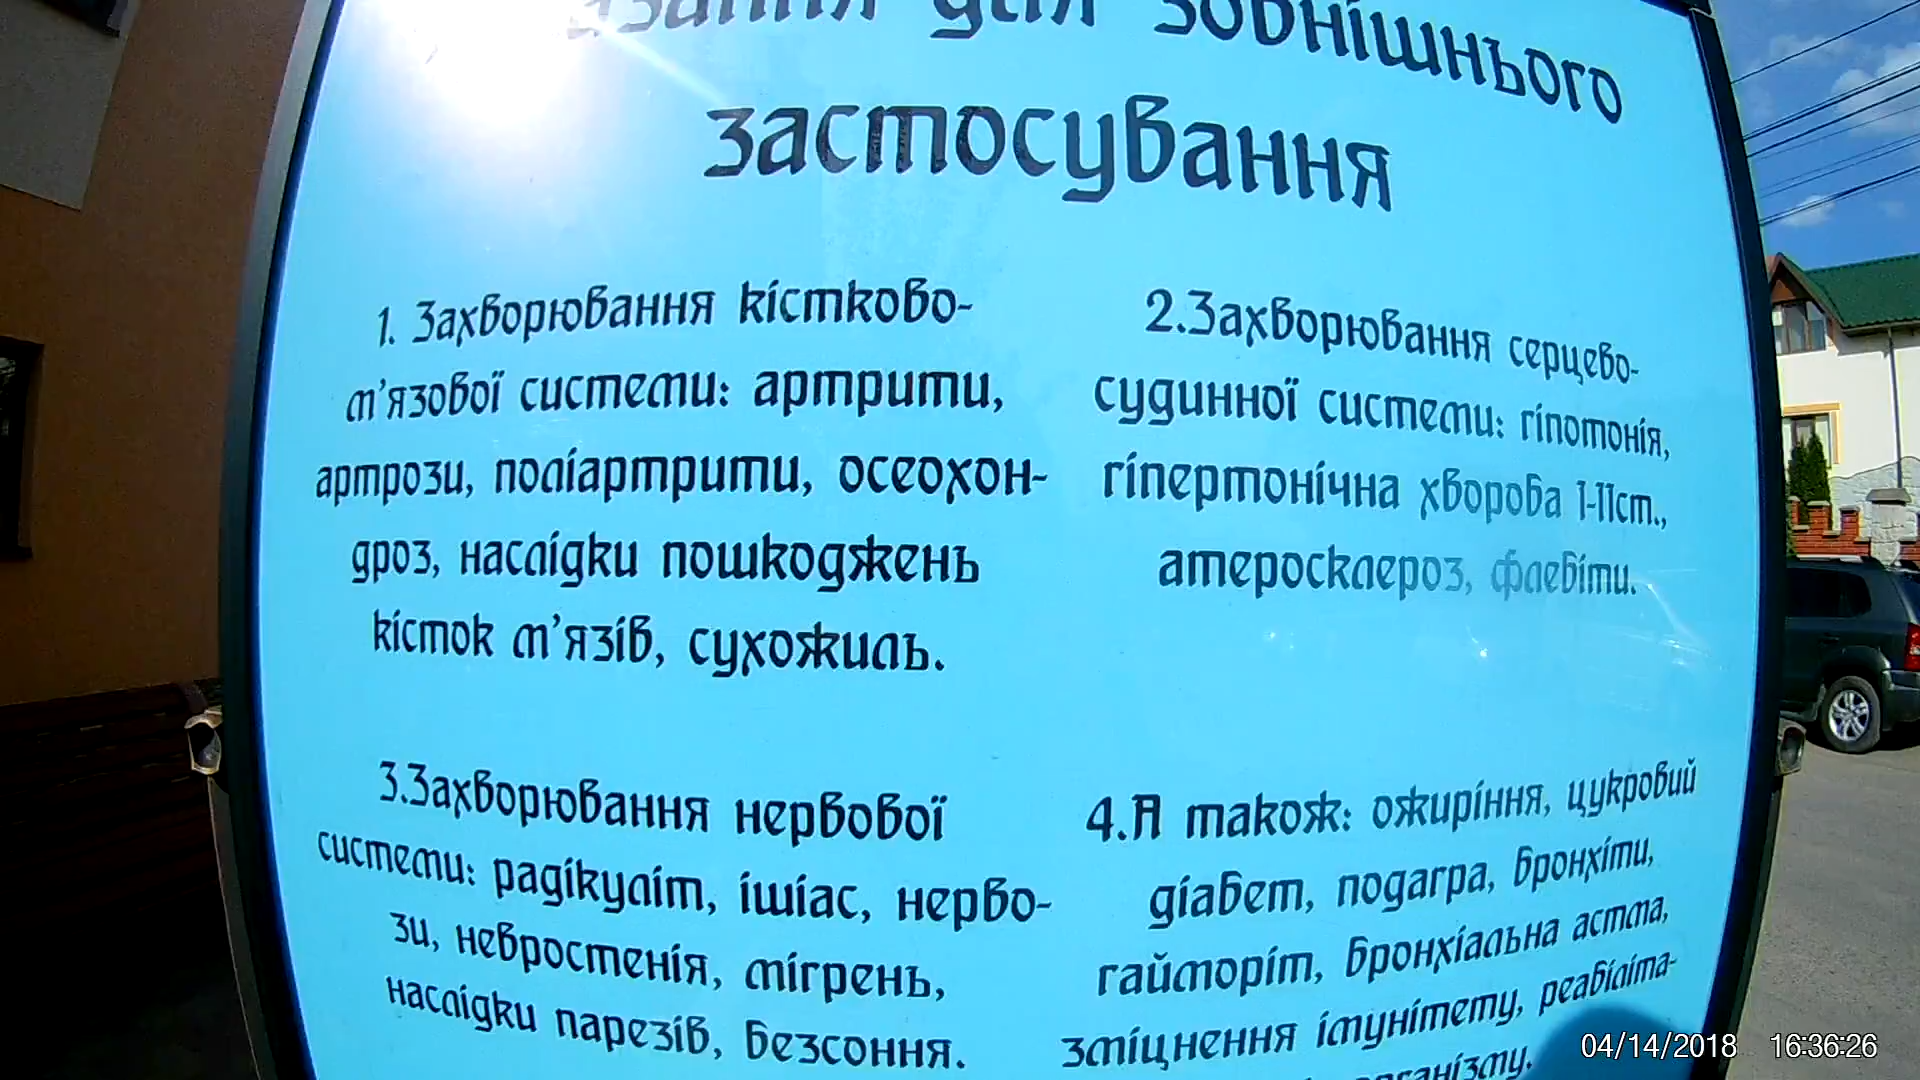 для зовнішнього
застосування
1. Захворювання кістково-
м'язової системи: артрити,
артрози, поліартрити, осеохон-
дроз, наслідки пошкоджень
кісток м'язів, сухожиль.
2.Захворювання серцево-
судинної системи: гіпотонія,
гіпертонічна хвороба І-ІІст.,
атеросклероз, флебіти.
3.Захворювання нервової
системи: радікуліт, ішіас, нерво-
зи, невростенія, мігрень,
наслідки парезів, безсоння.
4.А також: ожиріння, цукровий
діабет, подагра, бронхіти,
гайморіт, бронхіальна астма,
зміцнення імунітету, реабіліта-
04/14/2018 16:36:26